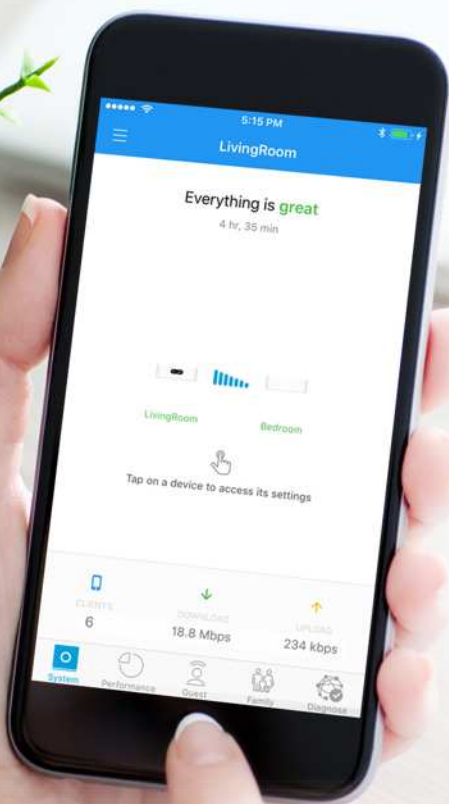 5:15 PM
LivingRoom
Everything is great
4 hr, 35 min
LivingRoom
Bedroom
Tap on a device to access its settings
CLIENTS
DOWNLOAD
UPLOAD
6
18.8 Mbps
234 kbps
System
Performance
Guest
Family
Diagnose